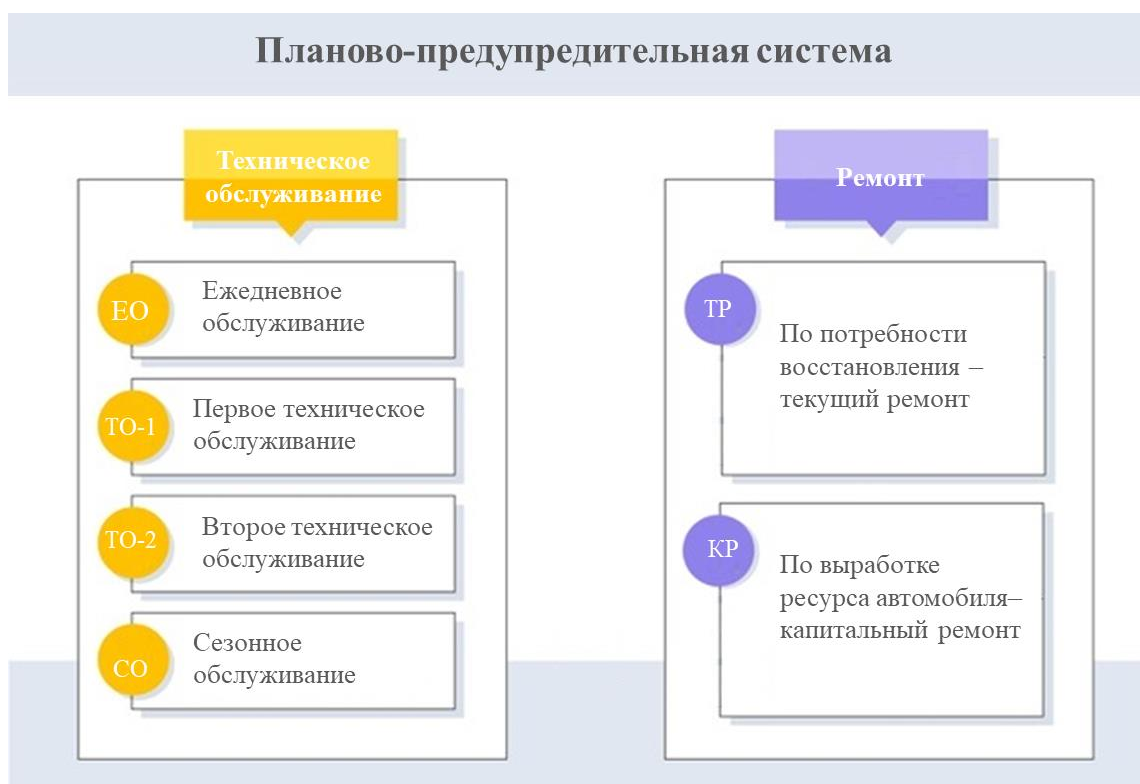 Планово-предупредительная система
Техническое
обслуживание
ЕО
Ежедневное
обслуживание
ТО-1
Первое техническое
обслуживание
ТО-2
Второе техническое
обслуживание
СО
Сезонное
обслуживание
Ремонт
ТР
По потребности
восстановления –
текущий ремонт
КР
По выработке
ресурса автомобиля–
капитальный ремонт